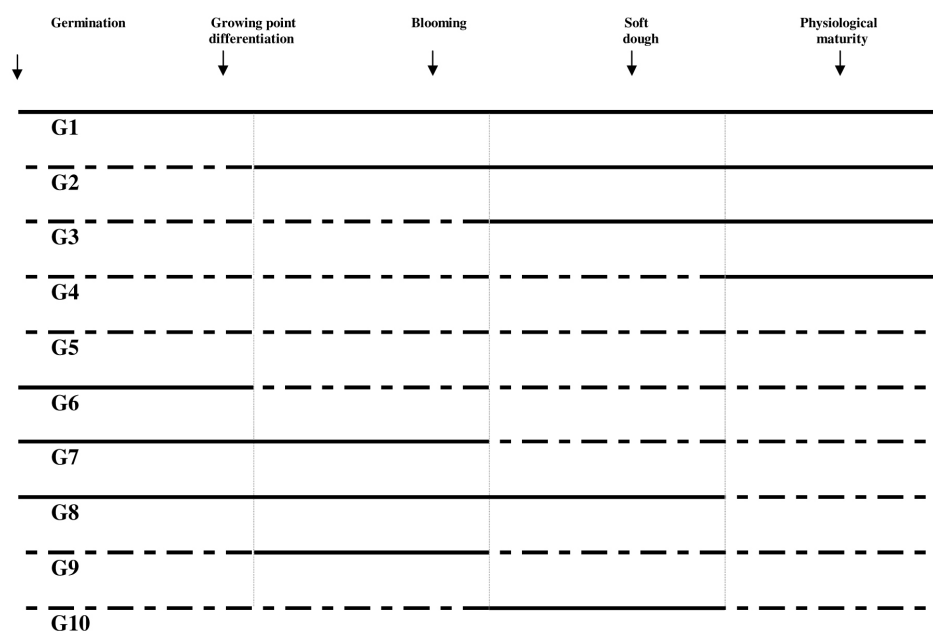 Germination
Growing point
differentiation
Blooming
Soft
dough
Physiological
maturity
G1
G2
G3
G4
G5
G6
G7
G8
G9
G10